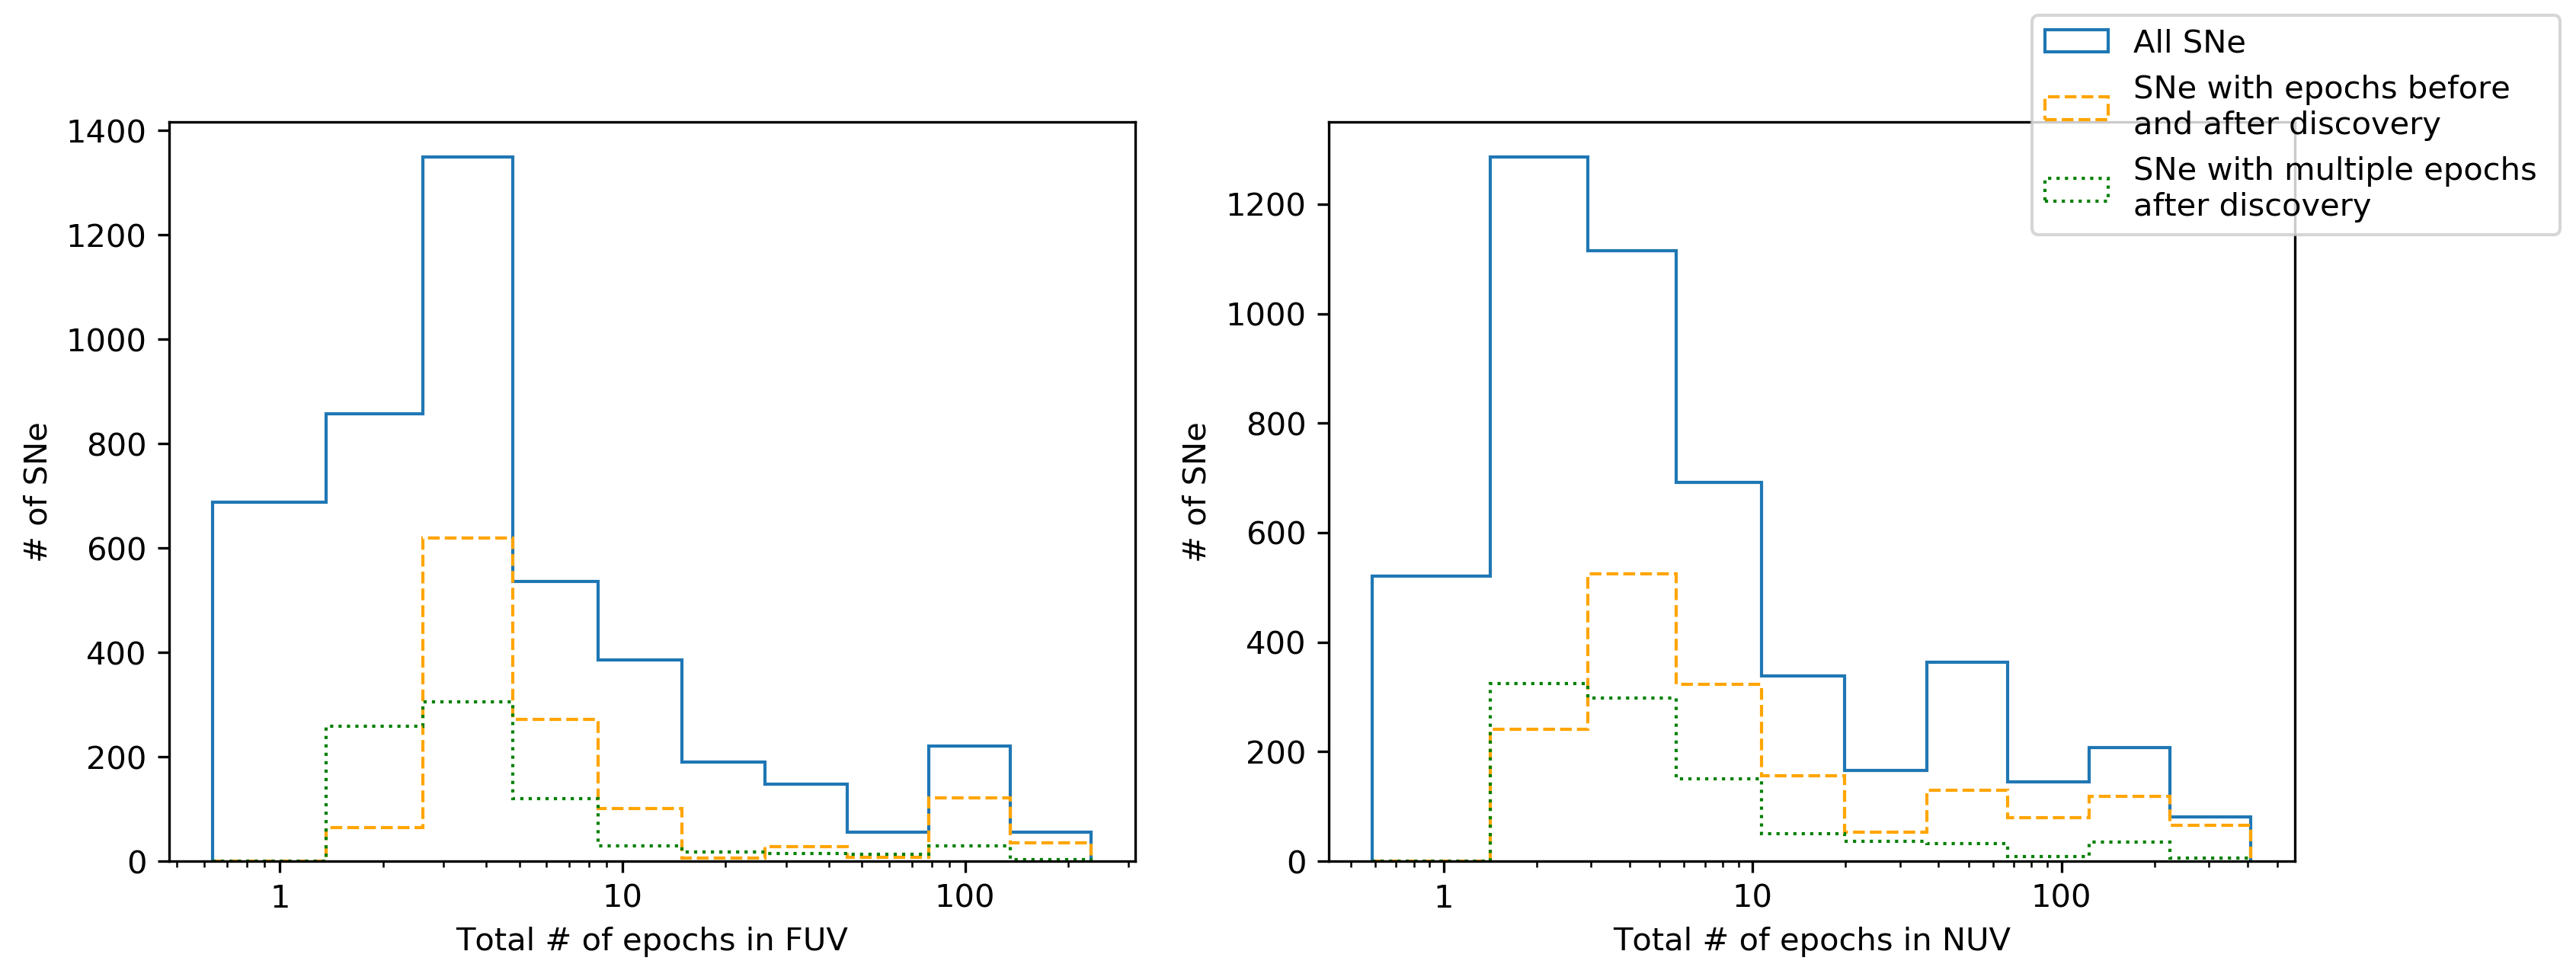 All SNe
SNe with epochs before
and after discovery
SNe with multiple epochs
after discovery
1400
1200
1000
800
600
400
200
0
# of SNe
1 10 100
Total # of epochs in FUV
1200
1000
800
600
400
200
0
# of SNe
1 10 100
Total # of epochs in NUV